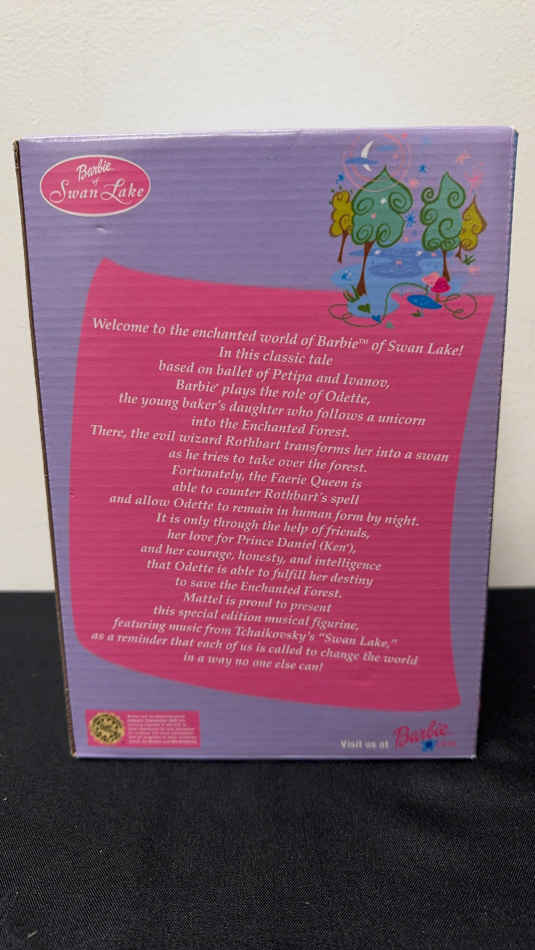 Barbie
of
Swan Lake
Welcome to the enchanted world of Barbie™ of Swan Lake!
In this classic tale
based on ballet of Petipa and Ivanov,
Barbie® plays the role of Odette,
the young baker's daughter who follows a unicorn
into the Enchanted Forest.
There, the evil wizard Rothbart transforms her into a swan
as he tries to take over the forest.
Fortunately, the Faerie Queen is
able to counter Rothbart's spell
and allow Odette to remain in human form by night.
It is only through the help of friends,
her love for Prince Daniel (Ken®),
and her courage, honesty, and intelligence
that Odette is able to fulfill her destiny
to save the Enchanted Forest.
Mattel is proud to present
this special edition musical figurine,
featuring music from Tchaikovsky's "Swan Lake,"
as a reminder that each of us is called to change the world
in a way no one else can!
Visit us at Barbie